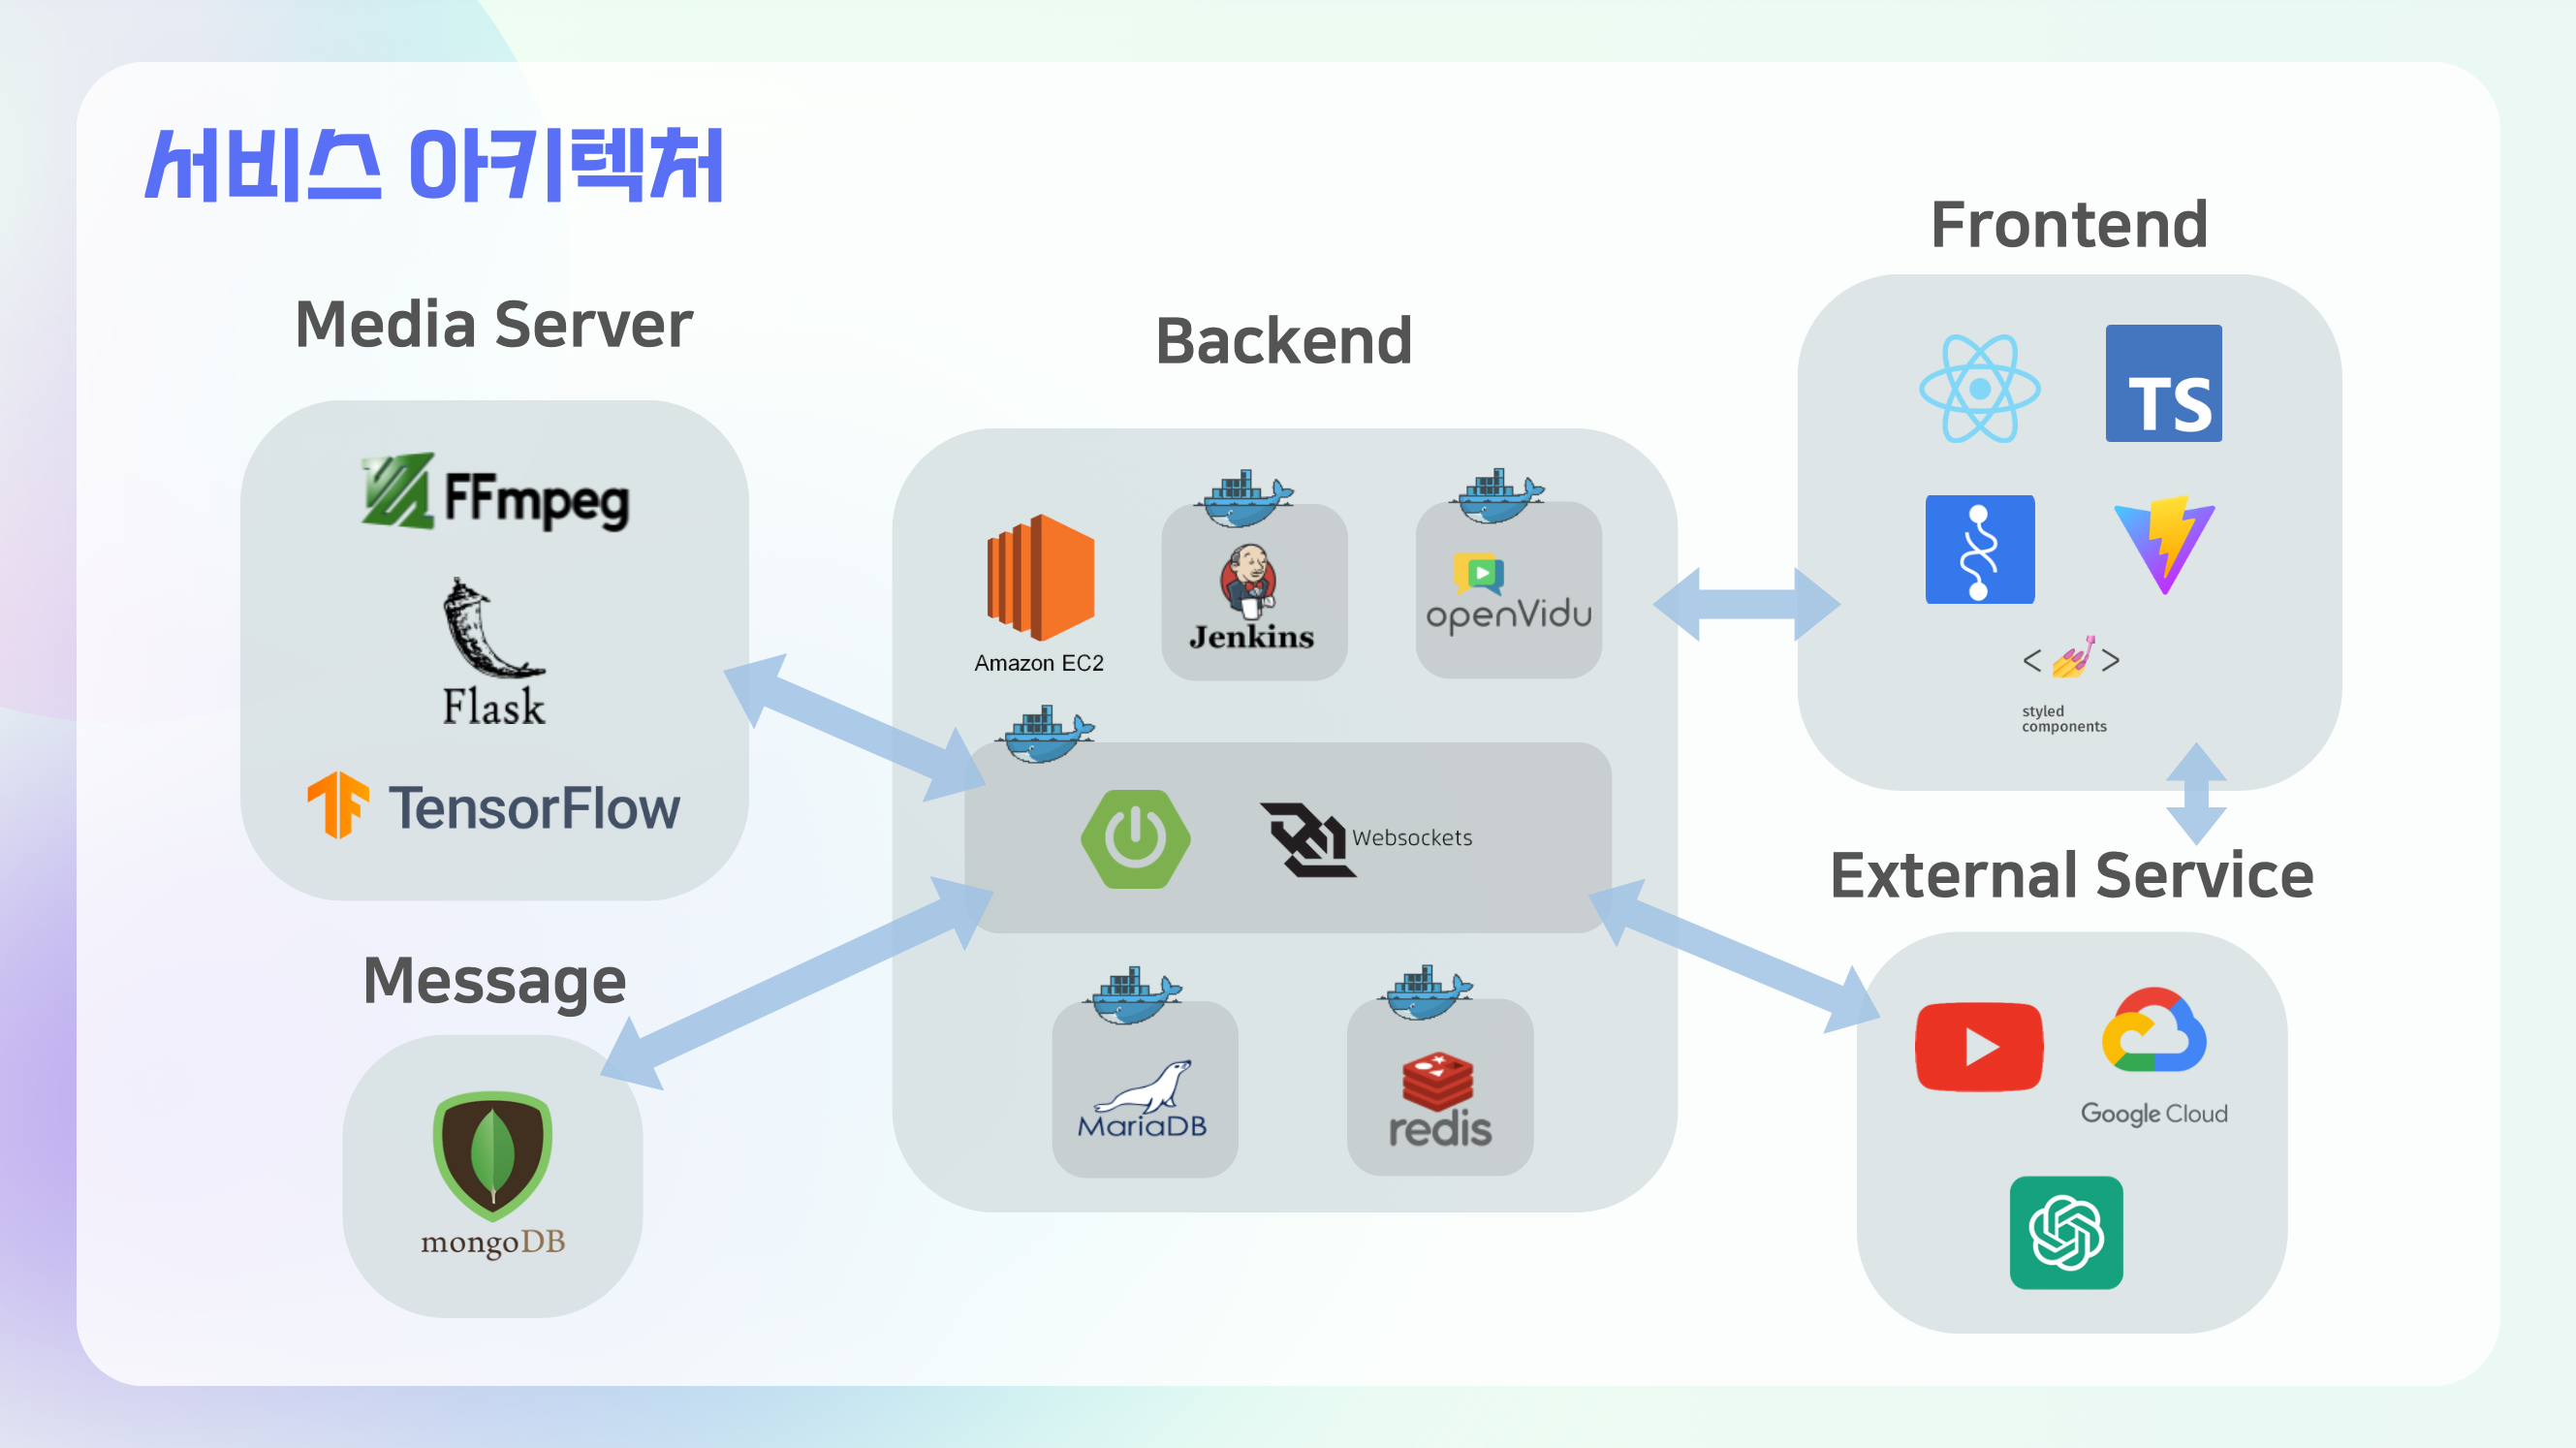 서비스 아키텍처
Media Server
FFmpeg
Flask
TensorFlow
Message
mongoDB
Backend
Amazon EC2
Jenkins
openVidu
Websockets
MariaDB
redis
Frontend
TS
< >
styled
components
External Service
Google Cloud